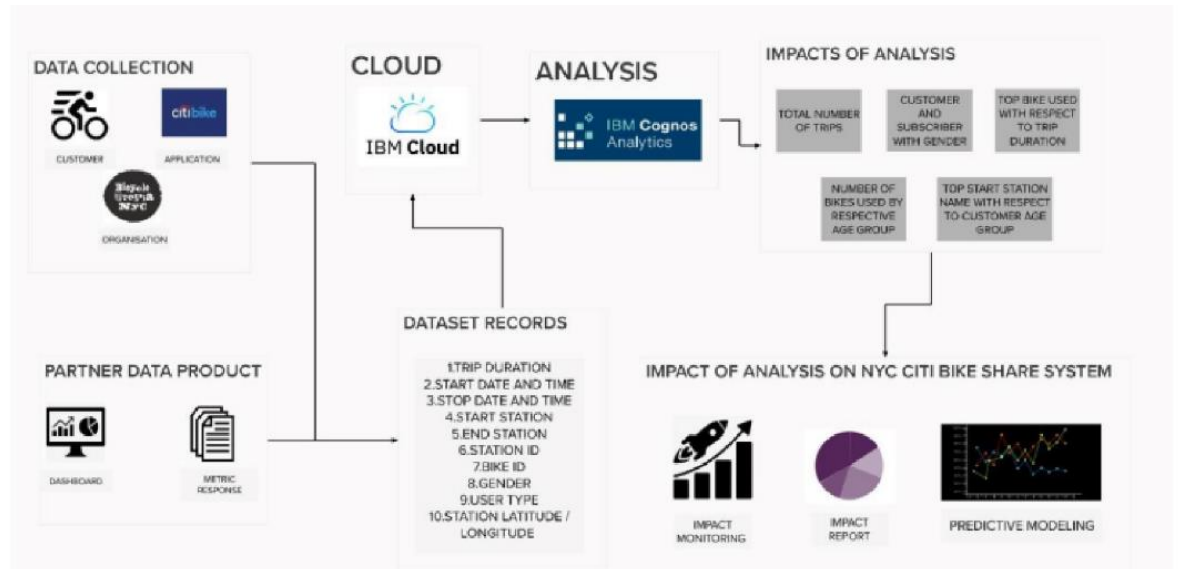 DATA COLLECTION
citibike
CUSTOMER
APPLICATION
Bicycle
NYC
ORGANISATION
CLOUD
IBM Cloud
ANALYSIS
IBM Cognos
Analytics
IMPACTS OF ANALYSIS
TOTAL NUMBER
OF TRIPS
CUSTOMER
AND
SUBSCRIBER
WITH GENDER
TOP BIKE USED
WITH RESPECT
TO TRIP
DURATION
NUMBER OF
BIKES USED BY
RESPECTIVE
AGE GROUP
TOP START STATION
NAME WITH RESPECT
TO CUSTOMER AGE
GROUP
PARTNER DATA PRODUCT
DASHBOARD
METRIC
RESPONSE
DATASET RECORDS
1.TRIP DURATION
2.START DATE AND TIME
3.STOP DATE AND TIME
4.START STATION
5.END STATION
6.STATION ID
7.BIKE ID
8.GENDER
9.USER TYPE
10.STATION LATITUDE /
LONGITUDE
IMPACT OF ANALYSIS ON NYC CITI BIKE SHARE SYSTEM
IMPACT
MONITORING
IMPACT
REPORT
PREDICTIVE MODELING